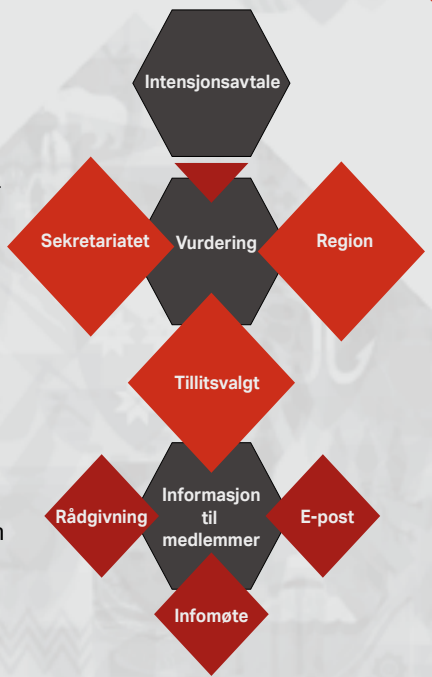 Intensjonsavtale
Sekretariatet
Vurdering
Region
Tillitsvalgt
Rådgivning
Informasjon
til
medlemmer
E-post
Infomøte